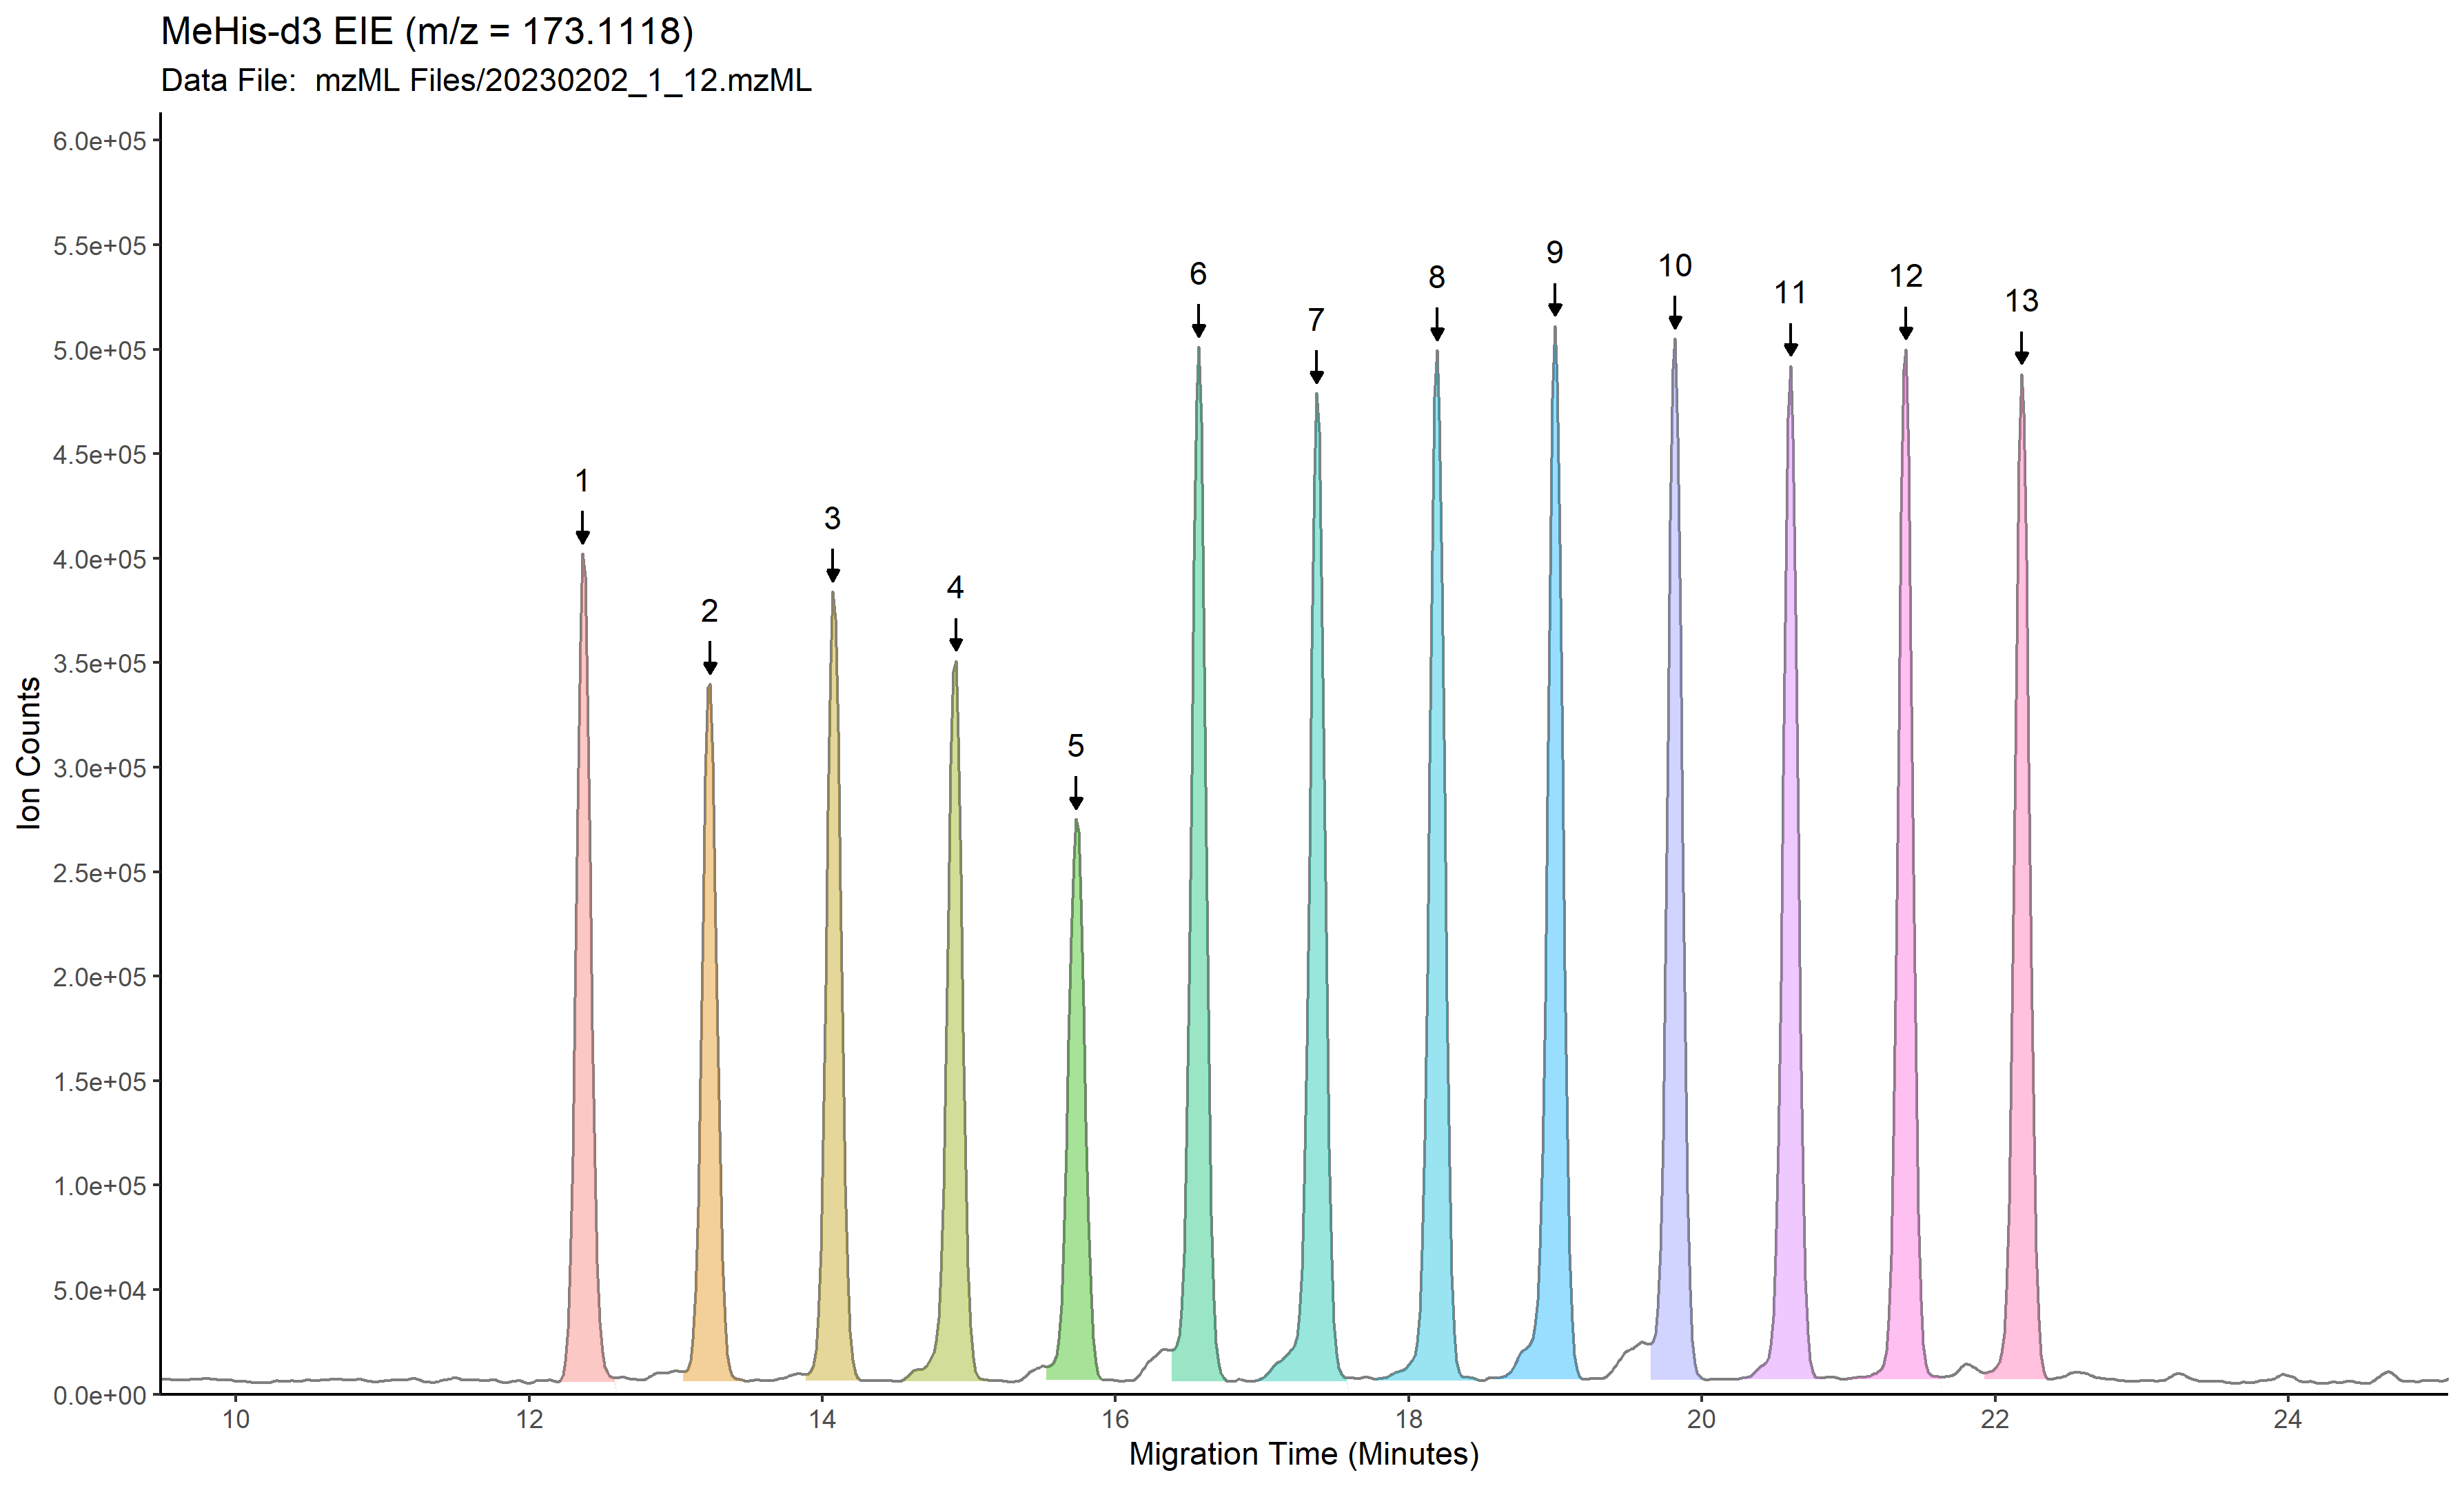 MeHis-d3 EIE (m/z = 173.1118)
Data File:  mzML Files/20230202_1_12.mzML
6.0e+05
5.5e+05
5.0e+05
4.5e+05
4.0e+05
3.5e+05
3.0e+05
2.5e+05
2.0e+05
1.5e+05
1.0e+05
5.0e+04
0.0e+00
Ion Counts
1
2
3
4
5
6
7
8
9
10
11
12
13
10
12
14
16
18
20
22
24
Migration Time (Minutes)